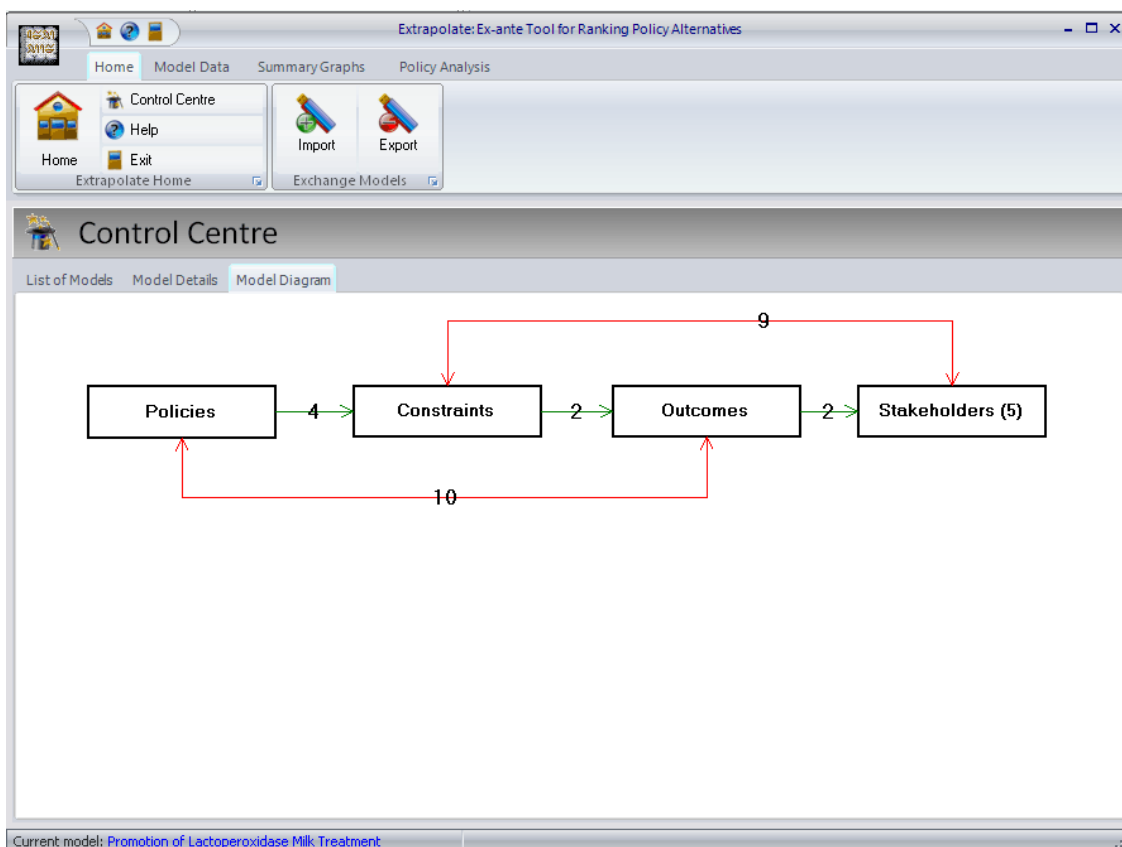 Extrapolate: Ex-ante Tool for Ranking Policy Alternatives
Home Model Data Summary Graphs Policy Analysis
Control Centre
Help
Home
Exit
Import Export
Extrapolate Home
Exchange Models
Control Centre
List of Models Model Details Model Diagram
9
Policies 4 Constraints 2 Outcomes 2 Stakeholders (5)
10
Current model: Promotion of Lactoperoxidase Milk Treatment